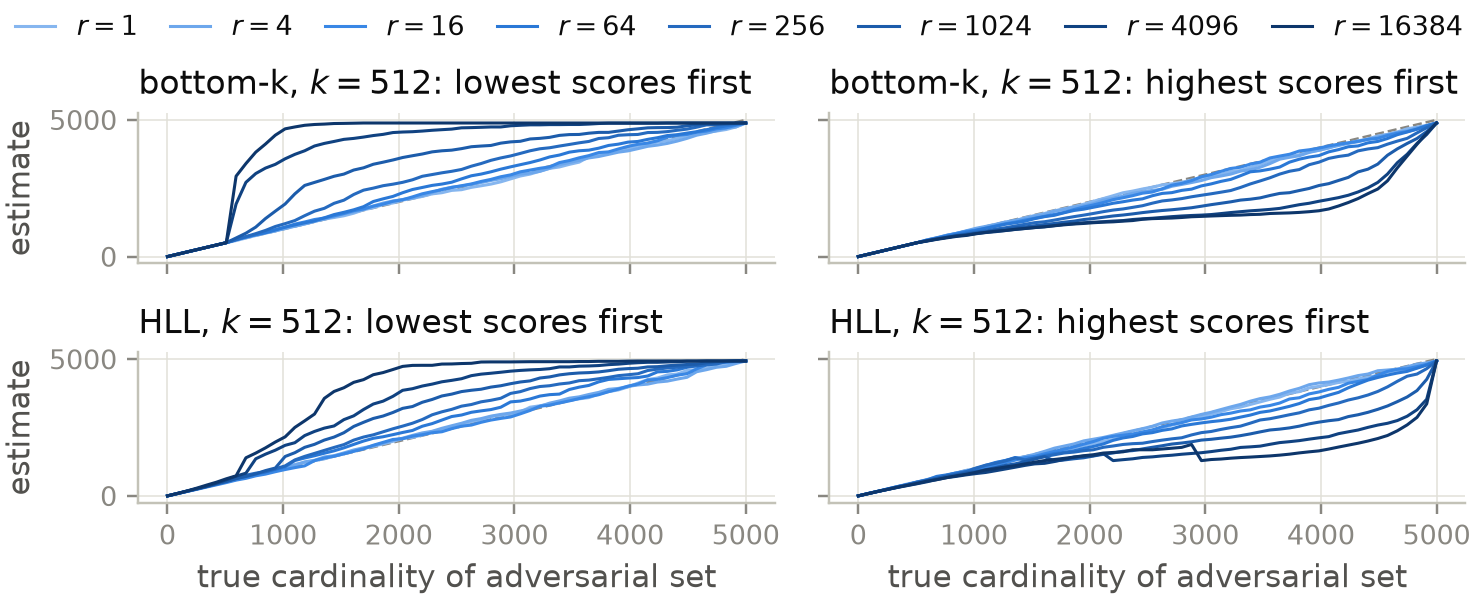 r = 1 r = 4 r = 16 r = 64 r = 256 r = 1024 r = 4096 r = 16384
bottom-k, k = 512: lowest scores first
bottom-k, k = 512: highest scores first
5000
0
estimate
0 1000 2000 3000 4000 5000
HLL, k = 512: lowest scores first
HLL, k = 512: highest scores first
5000
0
estimate
0 1000 2000 3000 4000 5000
true cardinality of adversarial set
true cardinality of adversarial set